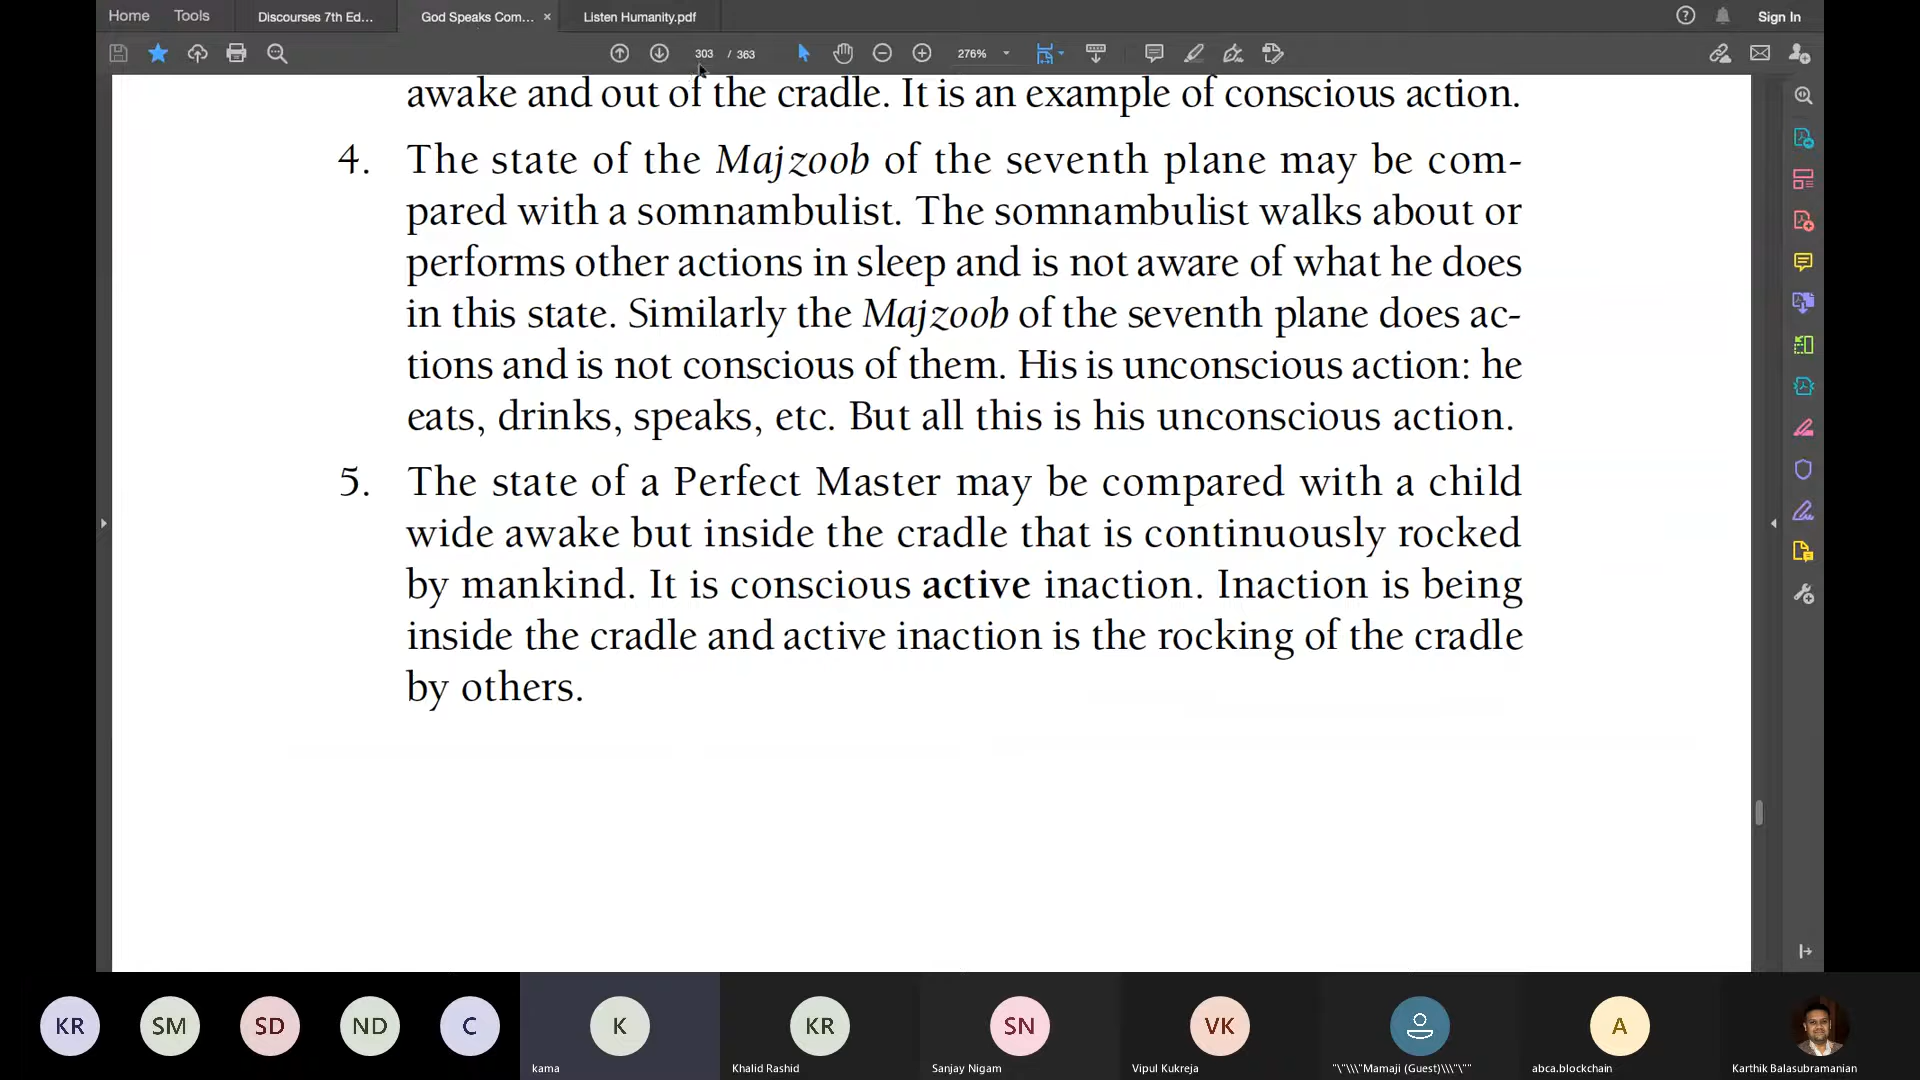 Home Tools Discourses 7th Ed... God Speaks Com... × Listen Humanity.pdf Sign In
303 / 363 276%
awake and out of the cradle. It is an example of conscious action.
4. The state of the Majzoob of the seventh plane may be com-
pared with a somnambulist. The somnambulist walks about or
performs other actions in sleep and is not aware of what he does
in this state. Similarly the Majzoob of the seventh plane does ac-
tions and is not conscious of them. His is unconscious action: he
eats, drinks, speaks, etc. But all this is his unconscious action.
5. The state of a Perfect Master may be compared with a child
wide awake but inside the cradle that is continuously rocked
by mankind. It is conscious active inaction. Inaction is being
inside the cradle and active inaction is the rocking of the cradle
by others.
KR SM SD ND C K KR SN VK A
kama Khalid Rashid Sanjay Nigam Vipul Kukreja "\"\\\"Mamaji (Guest)\\\"\"" abca.blockchain Karthik Balasubramanian